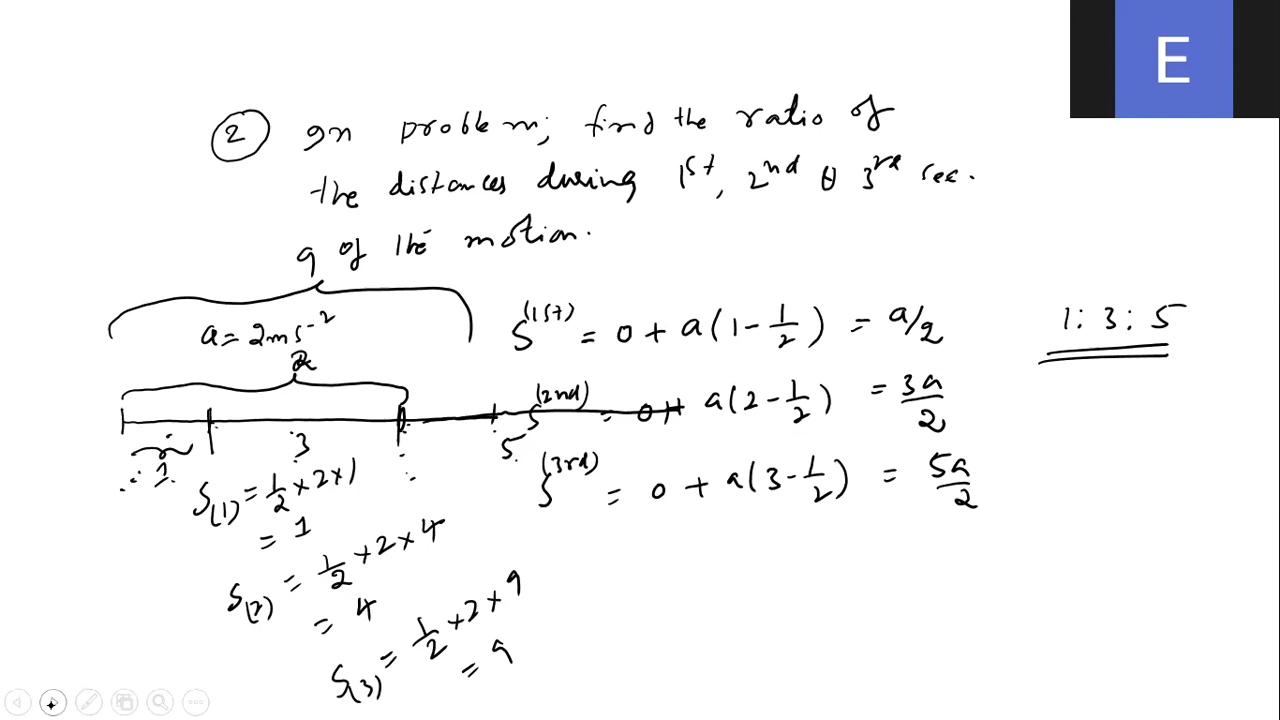 E
② In problem, find the ratio of
the distances during 1st, 2nd & 3rd sec.
of the motion.
9
a = 2ms⁻²
S(1st) = 0 + a(1 - 1/2) = a/2
1 : 3 : 5
S(2nd) = 0 + a(2 - 1/2) = 3a/2
1 3 5
S(3rd) = 0 + a(3 - 1/2) = 5a/2
S(1) = 1/2 × 2 × 1
= 1
S(2) = 1/2 × 2 × 4
= 4
S(3) = 1/2 × 2 × 9
= 9